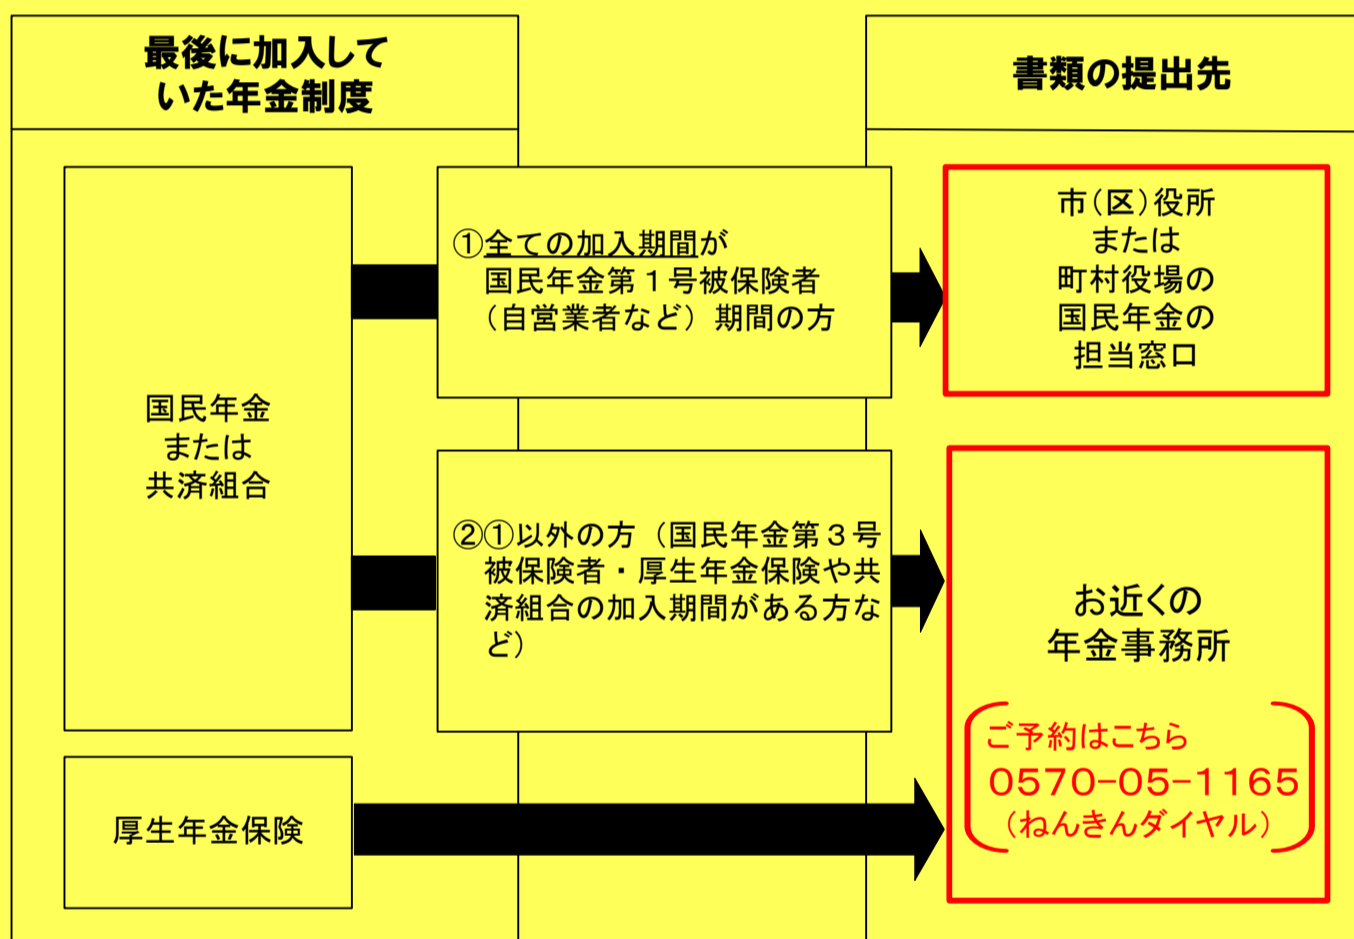 最後に加入して
いた年金制度
書類の提出先
国民年金
または
共済組合
①全ての加入期間が
国民年金第１号被保険者
（自営業者など）期間の方
市（区）役所
または
町村役場の
国民年金の
担当窓口
②①以外の方（国民年金第３号
被保険者・厚生年金保険や共
済組合の加入期間がある方な
ど）
お近くの
年金事務所
ご予約はこちら
０５７０−０５−１１６５
（ねんきんダイヤル）
厚生年金保険